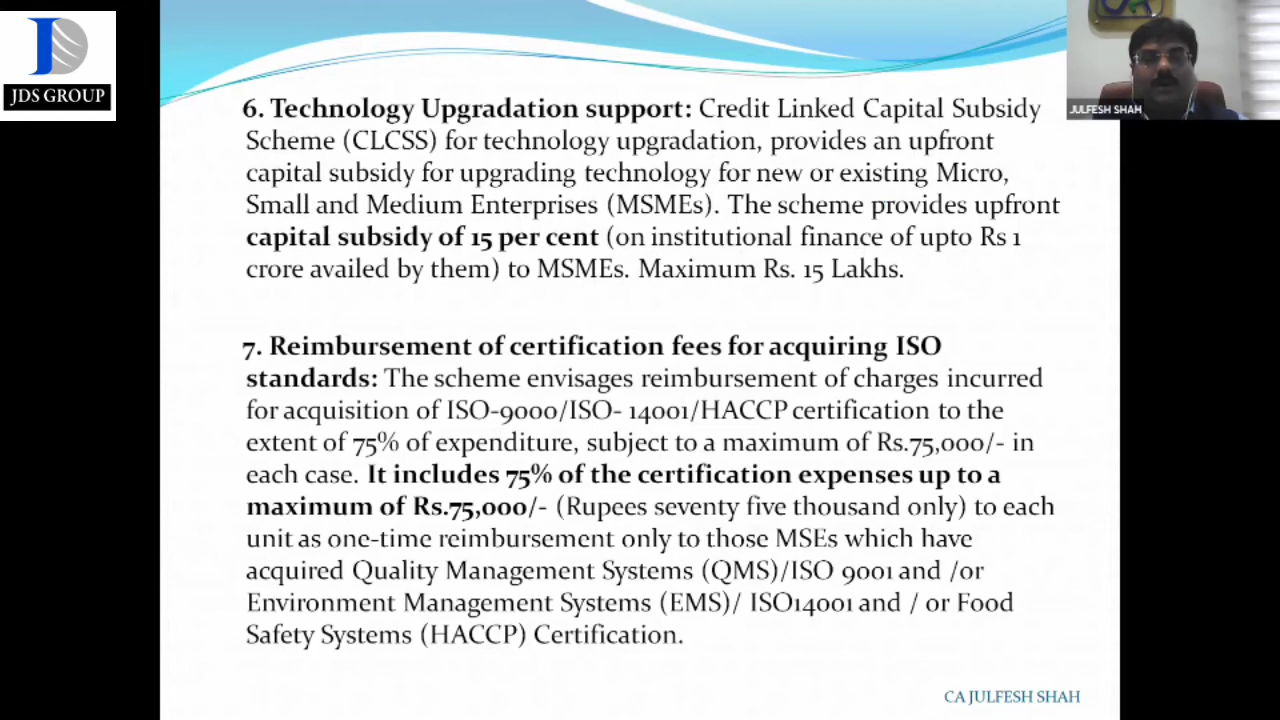 J
JDS GROUP
JULFESH SHAH
6. Technology Upgradation support: Credit Linked Capital Subsidy
Scheme (CLCSS) for technology upgradation, provides an upfront
capital subsidy for upgrading technology for new or existing Micro,
Small and Medium Enterprises (MSMEs). The scheme provides upfront
capital subsidy of 15 per cent (on institutional finance of upto Rs 1
crore availed by them) to MSMEs. Maximum Rs. 15 Lakhs.
7. Reimbursement of certification fees for acquiring ISO
standards: The scheme envisages reimbursement of charges incurred
for acquisition of ISO-9000/ISO- 14001/HACCP certification to the
extent of 75% of expenditure, subject to a maximum of Rs.75,000/- in
each case. It includes 75% of the certification expenses up to a
maximum of Rs.75,000/- (Rupees seventy five thousand only) to each
unit as one-time reimbursement only to those MSEs which have
acquired Quality Management Systems (QMS)/ISO 9001 and /or
Environment Management Systems (EMS)/ ISO14001 and / or Food
Safety Systems (HACCP) Certification.
CA JULFESH SHAH